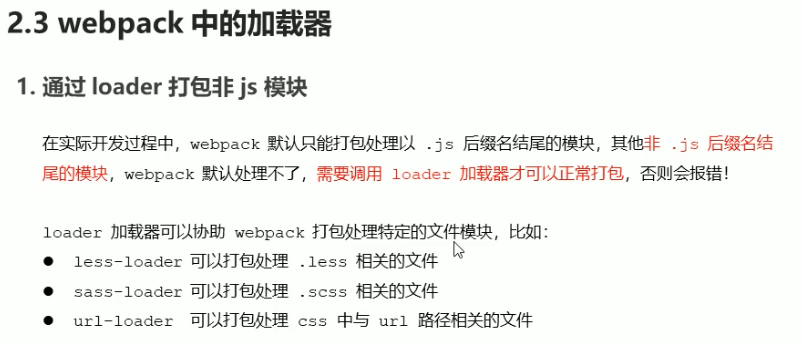 2.3 webpack 中的加载器
1. 通过 loader 打包非 js 模块
在实际开发过程中，webpack 默认只能打包处理以 .js 后缀名结尾的模块，其他非 .js 后缀名结
尾的模块，webpack 默认处理不了，需要调用 loader 加载器才可以正常打包，否则会报错！
loader 加载器可以协助 webpack 打包处理特定的文件模块，比如：
● less-loader 可以打包处理 .less 相关的文件
● sass-loader 可以打包处理 .scss 相关的文件
● url-loader 可以打包处理 css 中与 url 路径相关的文件